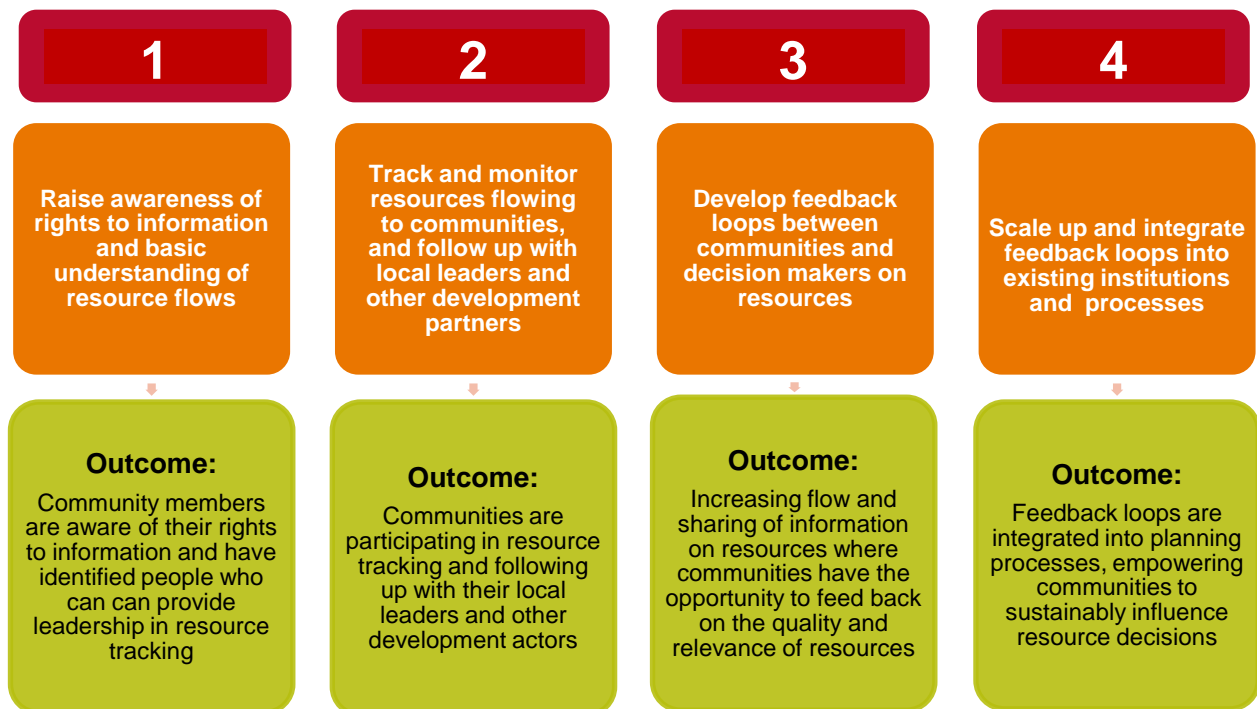 1
Raise awareness of
rights to information
and basic
understanding of
resource flows
Outcome:
Community members
are aware of their rights
to information and have
identified people who
can can provide
leadership in resource
tracking
2
Track and monitor
resources flowing
to communities,
and follow up with
local leaders and
other development
partners
Outcome:
Communities are
participating in resource
tracking and following
up with their local
leaders and other
development actors
3
Develop feedback
loops between
communities and
decision makers on
resources
Outcome:
Increasing flow and
sharing of information
on resources where
communities have the
opportunity to feed back
on the quality and
relevance of resources
4
Scale up and integrate
feedback loops into
existing institutions
and  processes
Outcome:
Feedback loops are
integrated into planning
processes, empowering
communities to
sustainably influence
resource decisions